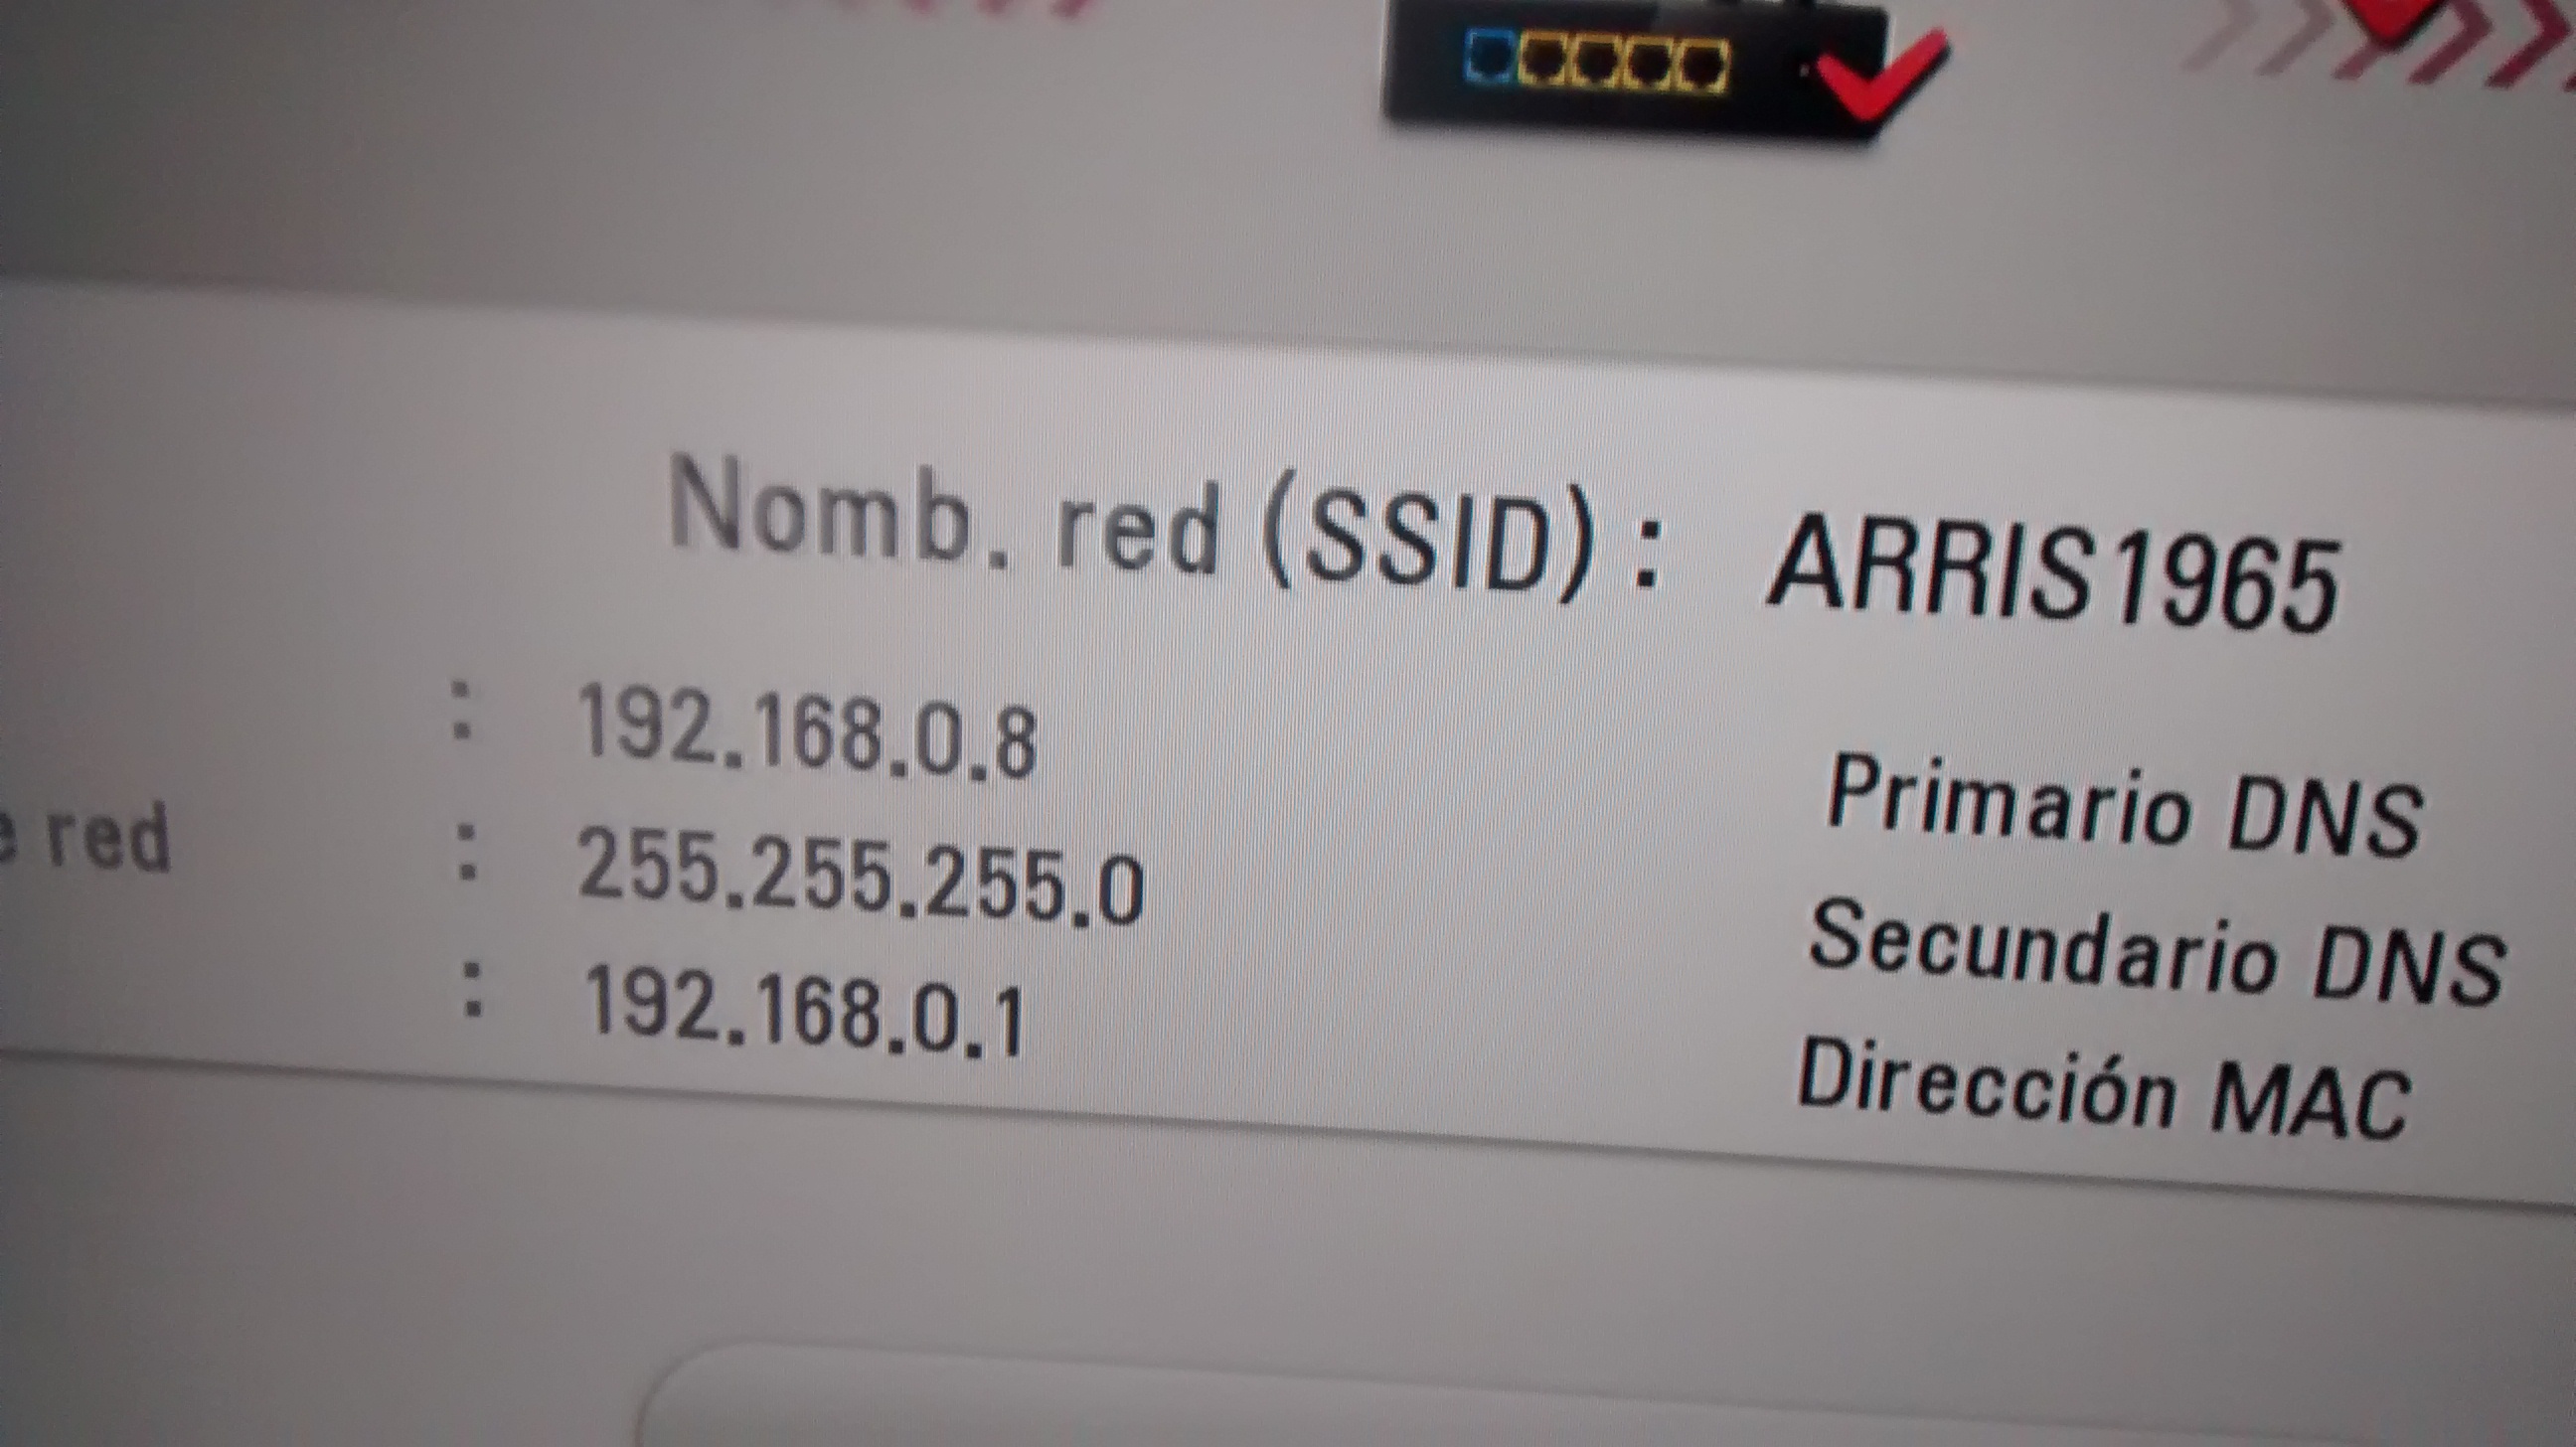 Nomb. red (SSID) : ARRIS1965
: 192.168.0.8 Primario DNS
red : 255.255.255.0 Secundario DNS
: 192.168.0.1 Dirección MAC